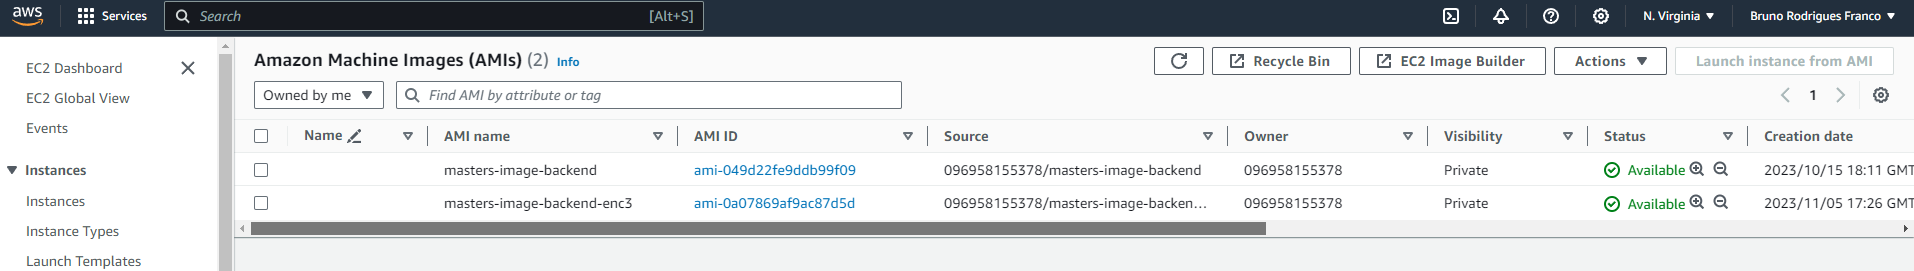 aws Services Search [Alt+S] N. Virginia Bruno Rodrigues Franco
EC2 Dashboard
EC2 Global View
Events
Instances
Instances
Instance Types
Launch Templates
Amazon Machine Images (AMIs) (2) Info Recycle Bin EC2 Image Builder Actions Launch instance from AMI
Owned by me Find AMI by attribute or tag 1
Name AMI name AMI ID Source Owner Visibility Status Creation date
masters-image-backend ami-049d22fe9ddb99f09 096958155378/masters-image-backend 096958155378 Private Available 2023/10/15 18:11 GMT
masters-image-backend-enc3 ami-0a07869af9ac87d5d 096958155378/masters-image-backen... 096958155378 Private Available 2023/11/05 17:26 GMT